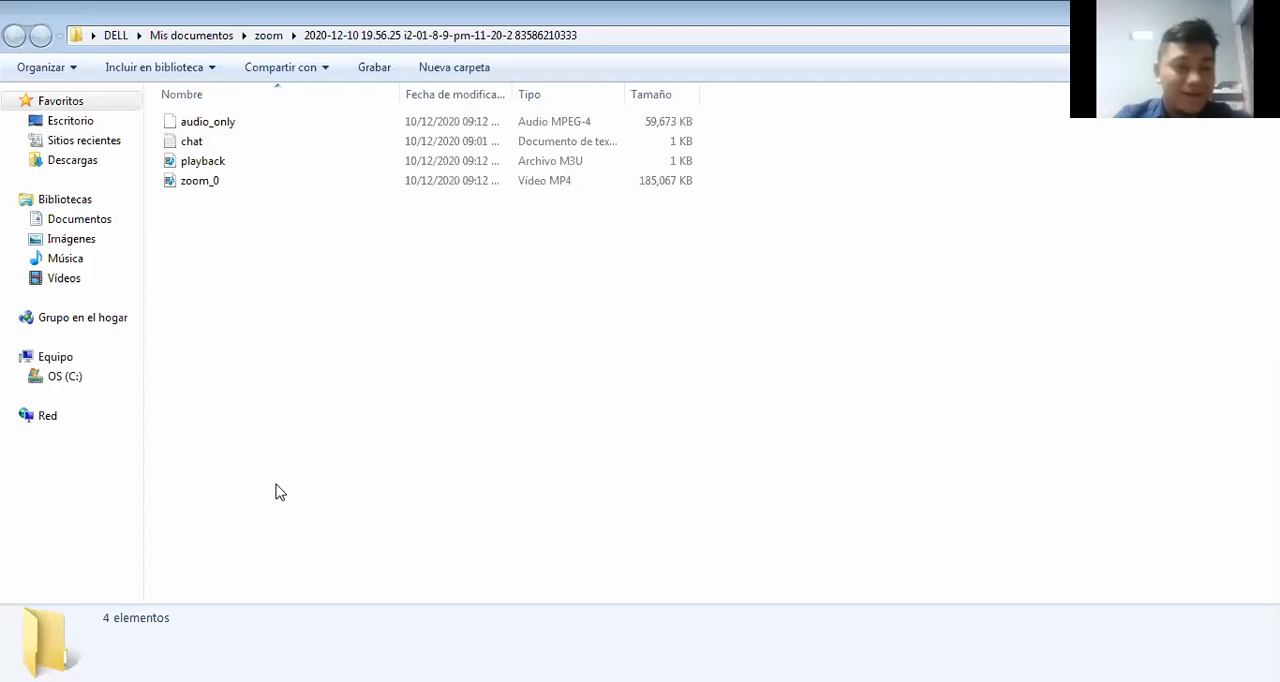 DELL Mis documentos zoom 2020-12-10 19.56.25 i2-01-8-9-pm-11-20-2 83586210333
Organizar Incluir en biblioteca Compartir con Grabar Nueva carpeta
Nombre Fecha de modifica... Tipo Tamaño
audio_only 10/12/2020 09:12 ... Audio MPEG-4 59,673 KB
chat 10/12/2020 09:01 ... Documento de tex... 1 KB
playback 10/12/2020 09:12 ... Archivo M3U 1 KB
zoom_0 10/12/2020 09:12 ... Vídeo MP4 185,067 KB
Favoritos
Escritorio
Sitios recientes
Descargas
Bibliotecas
Documentos
Imágenes
Música
Vídeos
Grupo en el hogar
Equipo
OS (C:)
Red
4 elementos